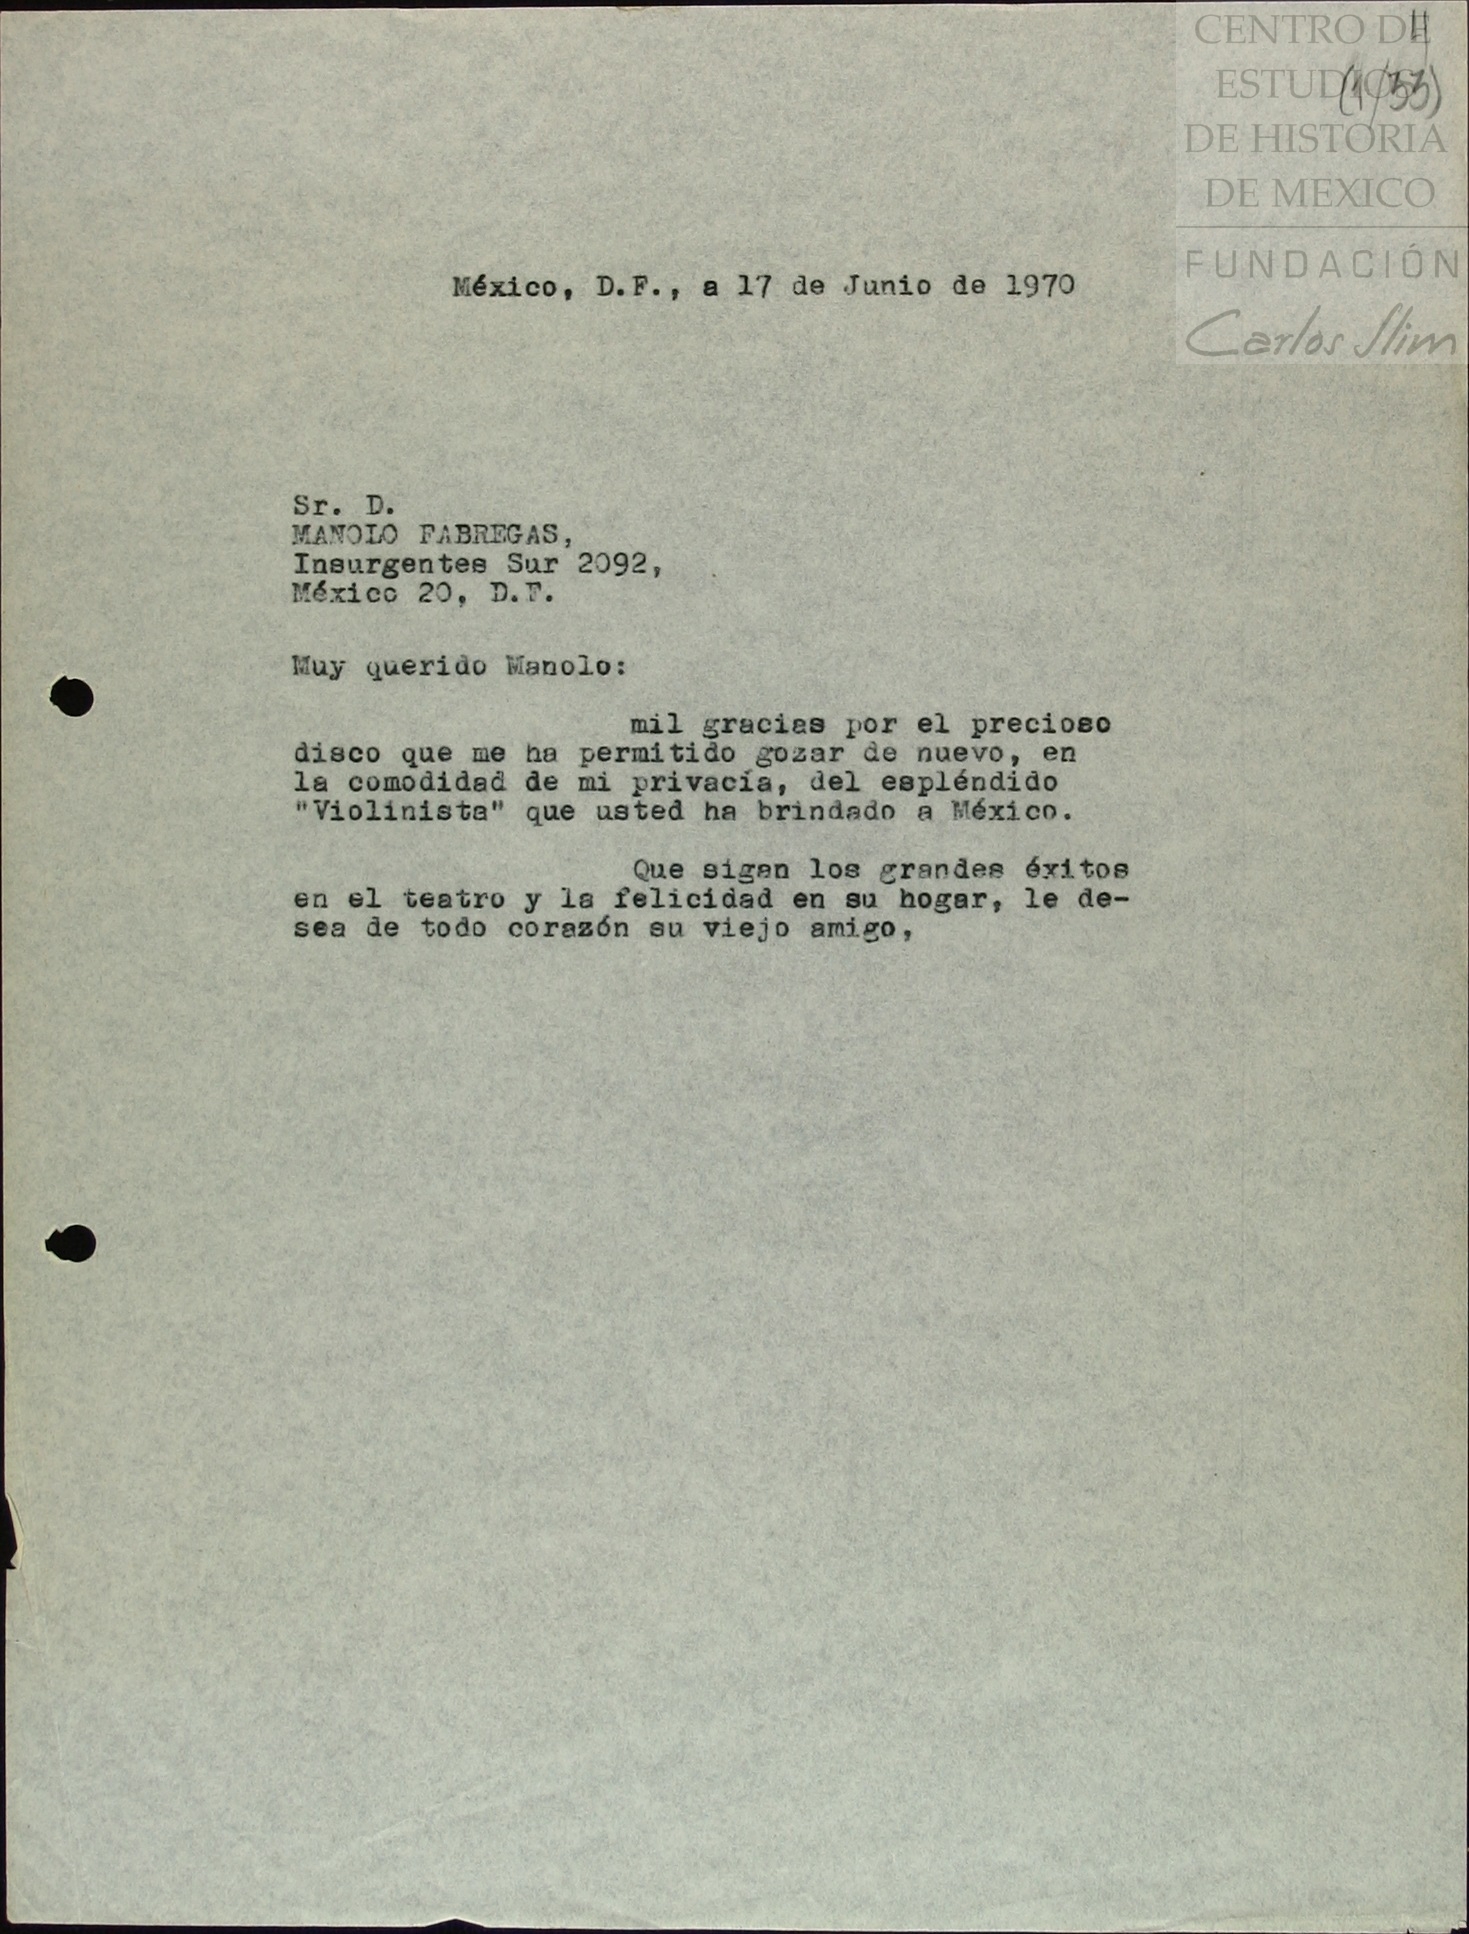 CENTRO DE
ESTUDIOS
DE HISTORIA
DE MEXICO
FUNDACIÓN
Carlos Slim
México, D.F., a 17 de Junio de 1970
Sr. D.
MANOLO FABREGAS,
Insurgentes Sur 2092,
México 20, D.F.
Muy querido Manolo:
mil gracias por el precioso
disco que me ha permitido gozar de nuevo, en
la comodidad de mi privacía, del espléndido
"Violinista" que usted ha brindado a México.
Que sigan los grandes éxitos
en el teatro y la felicidad en su hogar, le de-
sea de todo corazón su viejo amigo,